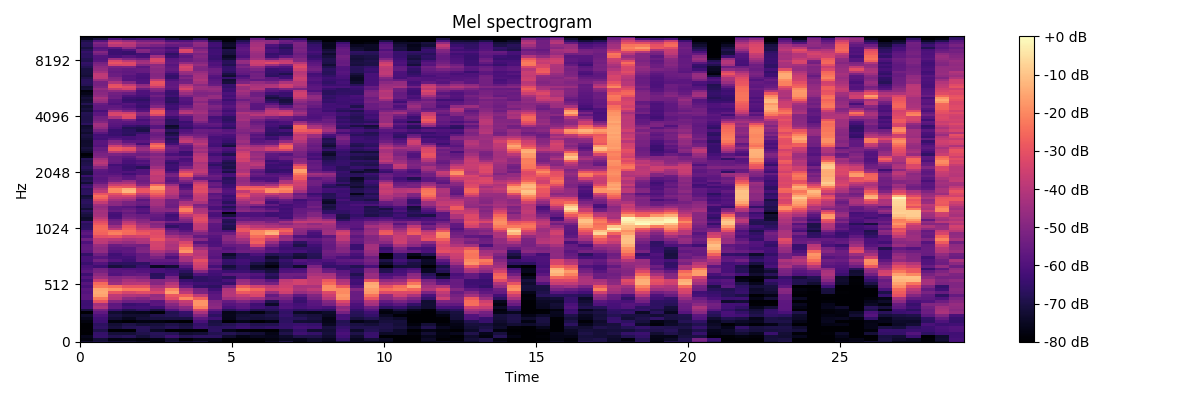 Mel spectrogram
8192
4096
2048
1024
512
0
Hz
0 5 10 15 20 25
Time
+0 dB
-10 dB
-20 dB
-30 dB
-40 dB
-50 dB
-60 dB
-70 dB
-80 dB